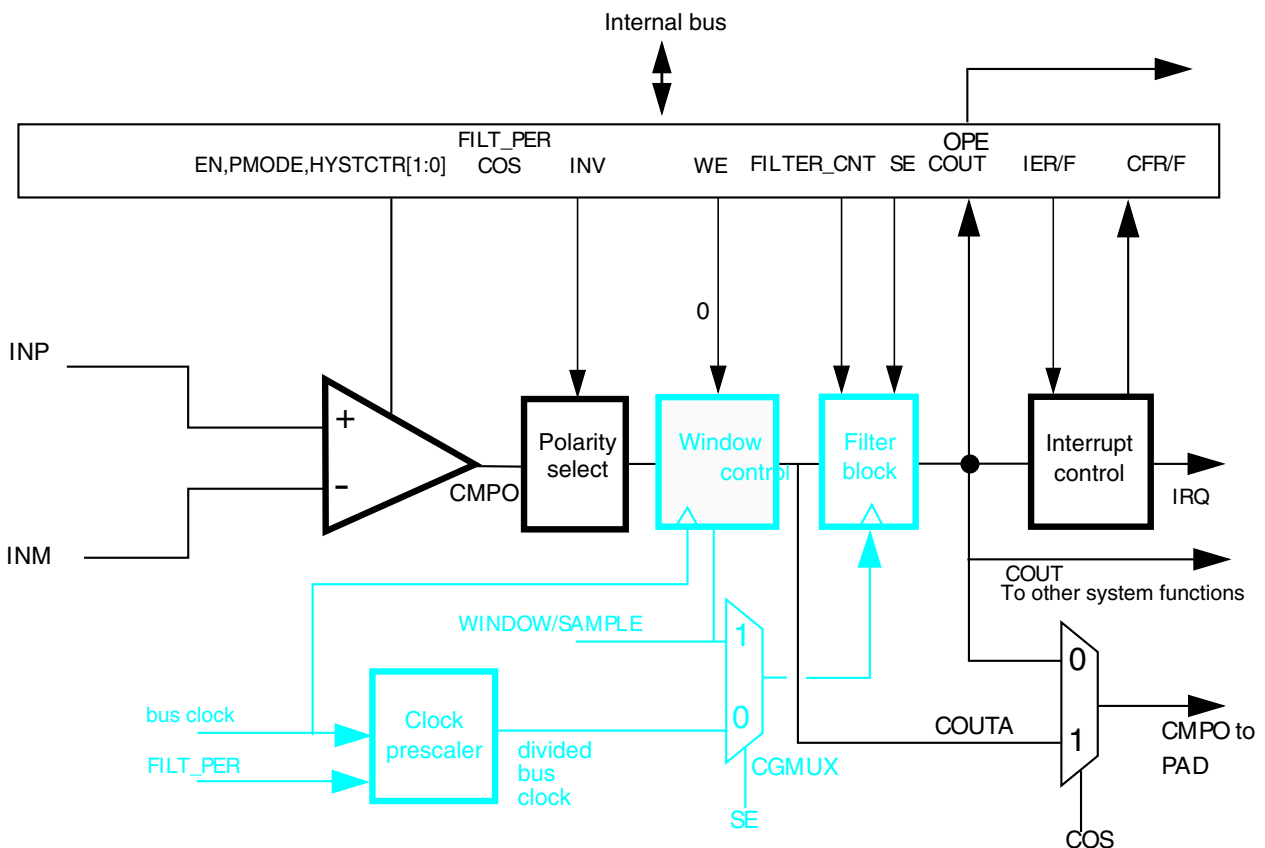 Internal bus
FILT_PER
OPE
EN,PMODE,HYSTCTR[1:0] COS INV WE FILTER_CNT SE COUT IER/F CFR/F
0
INP
+
-
INM
CMPO
Polarity
select
Window
control
Filter
block
Interrupt
control
IRQ
COUT
To other system functions
WINDOW/SAMPLE
1
0
bus clock
FILT_PER
Clock
prescaler
divided
bus
clock
CGMUX
SE
COUTA
0
1
CMPO to
PAD
COS